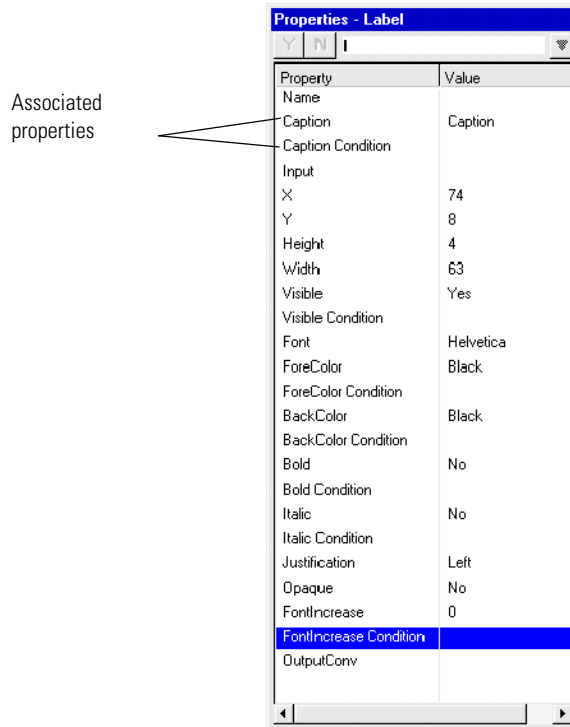 Properties - Label
Y N I
Associated
properties
Property Value
Name
Caption Caption
Caption Condition
Input
X 74
Y 8
Height 4
Width 63
Visible Yes
Visible Condition
Font Helvetica
ForeColor Black
ForeColor Condition
BackColor Black
BackColor Condition
Bold No
Bold Condition
Italic No
Italic Condition
Justification Left
Opaque No
FontIncrease 0
FontIncrease Condition
OutputConv